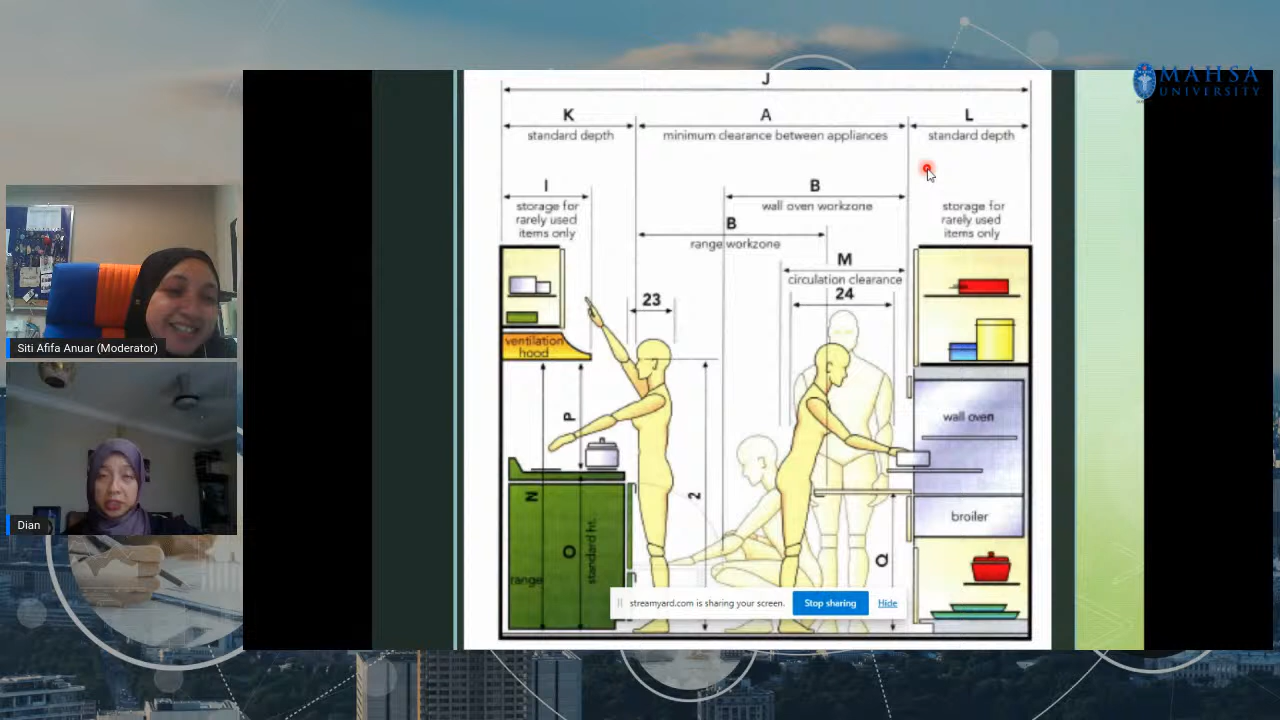 MAHSA
UNIVERSITY
J
K
A
L
standard depth
minimum clearance between appliances
standard depth
I
B
storage for
rarely used
items only
wall oven workzone
storage for
rarely used
items only
B
range workzone
M
circulation clearance
23
24
ventilation
hood
P
wall oven
N
2
broiler
O
standard ht.
Q
range
Siti Afifa Anuar (Moderator)
Dian
streamyard.com is sharing your screen.
Stop sharing
Hide